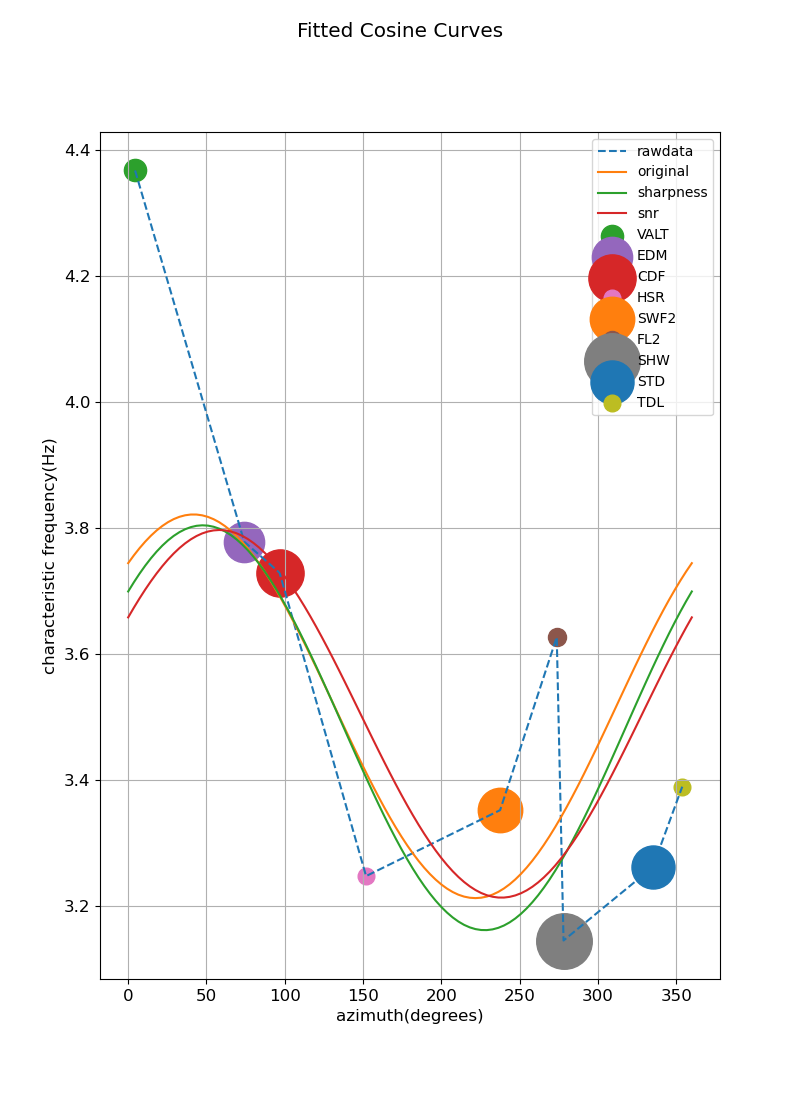 Fitted Cosine Curves
4.4
4.2
4.0
3.8
3.6
3.4
3.2
characteristic frequency(Hz)
rawdata
original
sharpness
snr
VALT
EDM
CDF
HSR
SWF2
FL2
SHW
STD
TDL
0 50 100 150 200 250 300 350
azimuth(degrees)